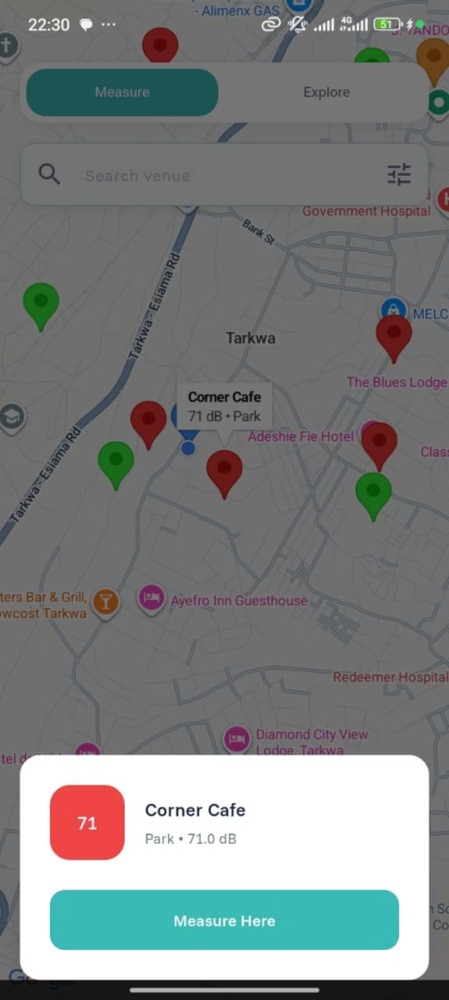 - Alimenx GAS
22:30
4G
51
J. YANDO
Measure
Explore
Search venue
Government Hospital
Bank St
Tarkwa - Esiama Rd
MELC
Tarkwa
The Blues Lodge
Corner Cafe
71 dB • Park
Adeshie Fie Hotel
Class
Tarkwa - Esiama Rd
ters Bar & Grill,
owcost Tarkwa
Ayefro Inn Guesthouse
Redeemer Hospital
Diamond City View
Lodge, Tarkwa
71
Corner Cafe
Park • 71.0 dB
Measure Here
Co